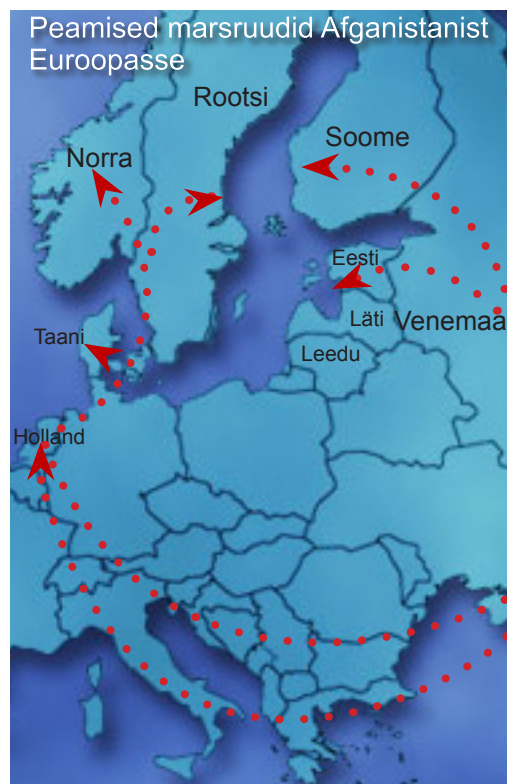 Peamised marsruudid Afganistanist
Euroopasse
Rootsi
Soome
Norra
Eesti
Läti
Venemaa
Taani
Leedu
Holland